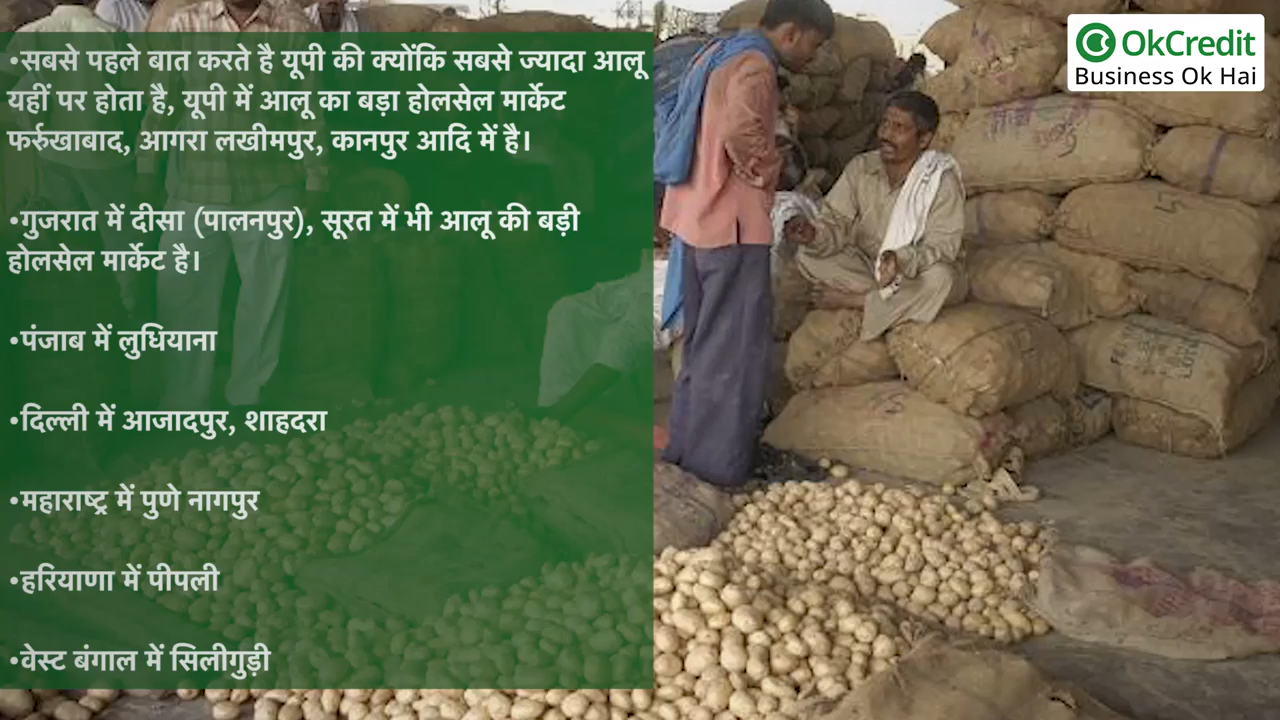 •सबसे पहले बात करते है यूपी की क्योंकि सबसे ज्यादा आलू
यहीं पर होता है, यूपी में आलू का बड़ा होलसेल मार्केट
फर्रुखाबाद, आगरा लखीमपुर, कानपुर आदि में है।
•गुजरात में दीसा (पालनपुर), सूरत में भी आलू की बड़ी
होलसेल मार्केट है।
•पंजाब में लुधियाना
•दिल्ली में आजादपुर, शाहदरा
•महाराष्ट्र में पुणे नागपुर
•हरियाणा में पीपली
•वेस्ट बंगाल में सिलीगुड़ी
OkCredit
Business Ok Hai